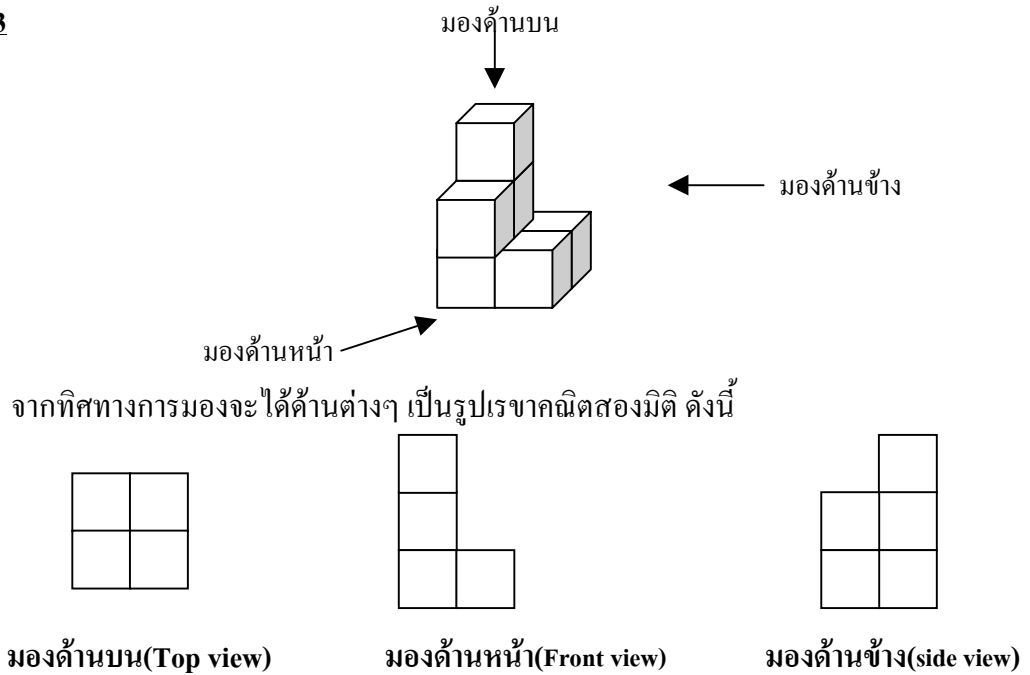 3
มองด้านบน
มองด้านข้าง
มองด้านหน้า
จากทิศทางการมองจะได้ด้านต่างๆ เป็นรูปเรขาคณิตสองมิติ ดังนี้
มองด้านบน(Top view) มองด้านหน้า(Front view) มองด้านข้าง(side view)